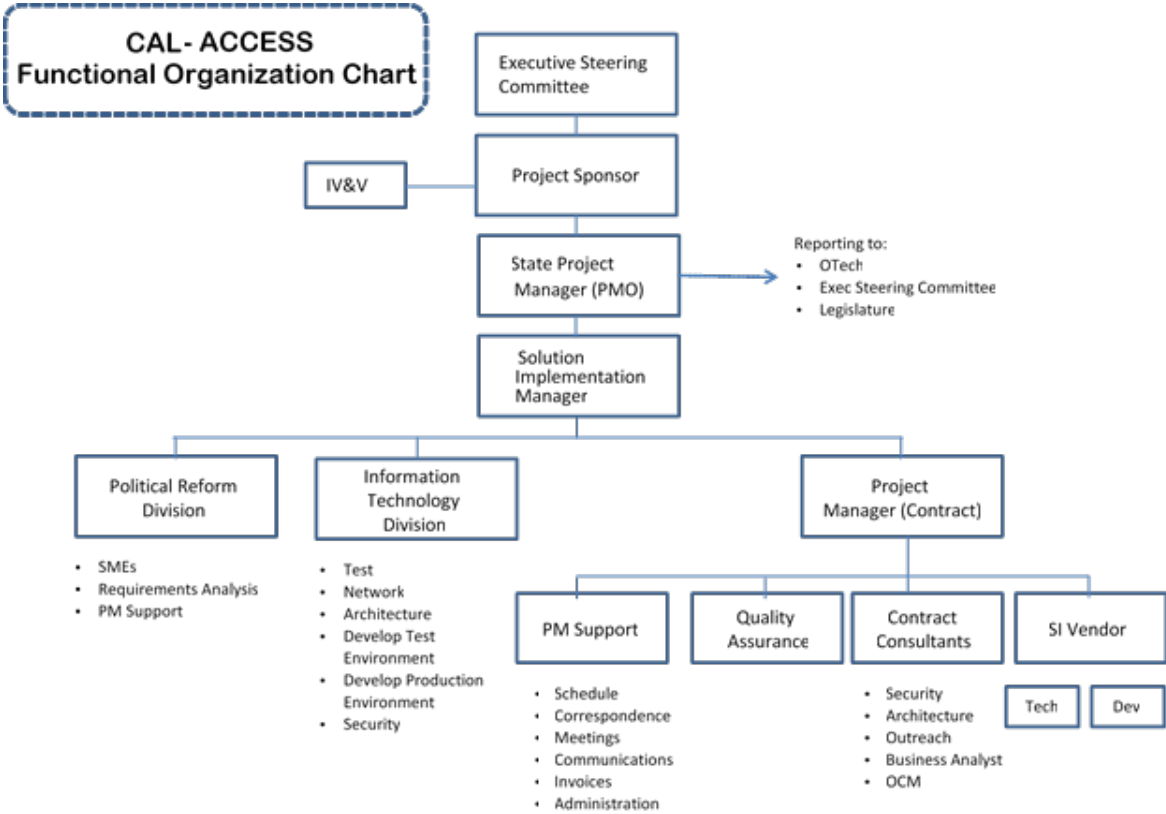 CAL- ACCESS
Functional Organization Chart
Executive Steering
Committee
IV&V
Project Sponsor
State Project
Manager (PMO)
Reporting to:
• OTech
• Exec Steering Committee
• Legislature
Solution
Implementation
Manager
Political Reform
Division
• SMEs
• Requirements Analysis
• PM Support
Information
Technology
Division
• Test
• Network
• Architecture
• Develop Test
Environment
• Develop Production
Environment
• Security
Project
Manager (Contract)
PM Support
• Schedule
• Correspondence
• Meetings
• Communications
• Invoices
• Administration
Quality
Assurance
Contract
Consultants
• Security
• Architecture
• Outreach
• Business Analyst
• OCM
SI Vendor
Tech
Dev